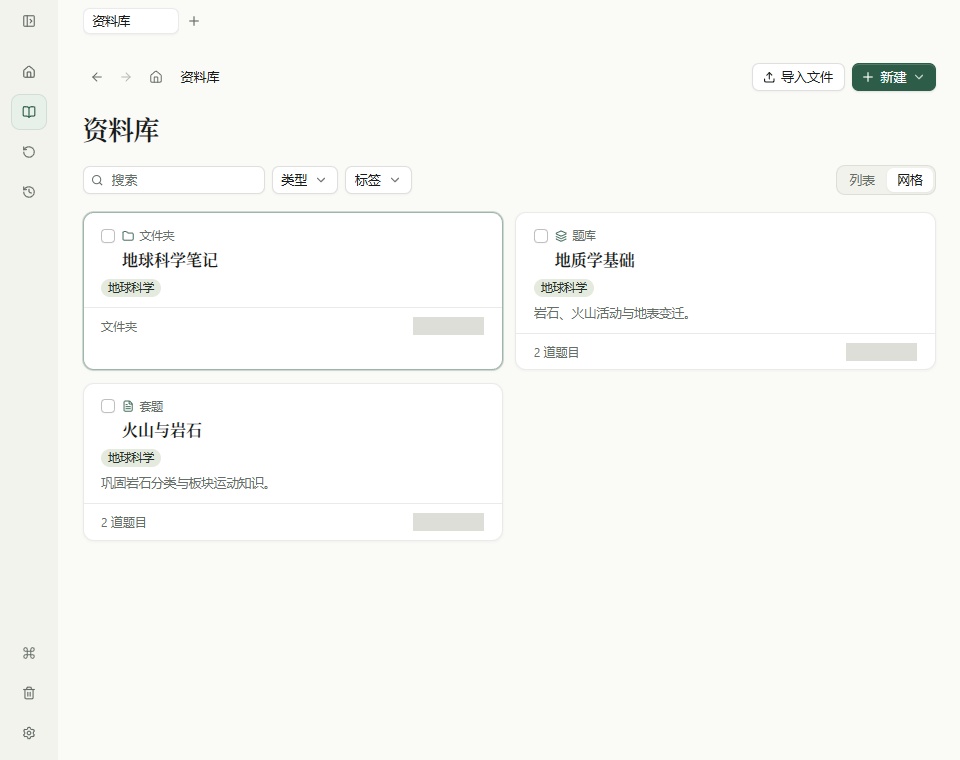 资料库
资料库
导入文件
新建
资料库
搜索
类型
标签
列表
网格
文件夹
地球科学笔记
地球科学
文件夹
题库
地质学基础
地球科学
岩石、火山活动与地表变迁。
2 道题目
套题
火山与岩石
地球科学
巩固岩石分类与板块运动知识。
2 道题目